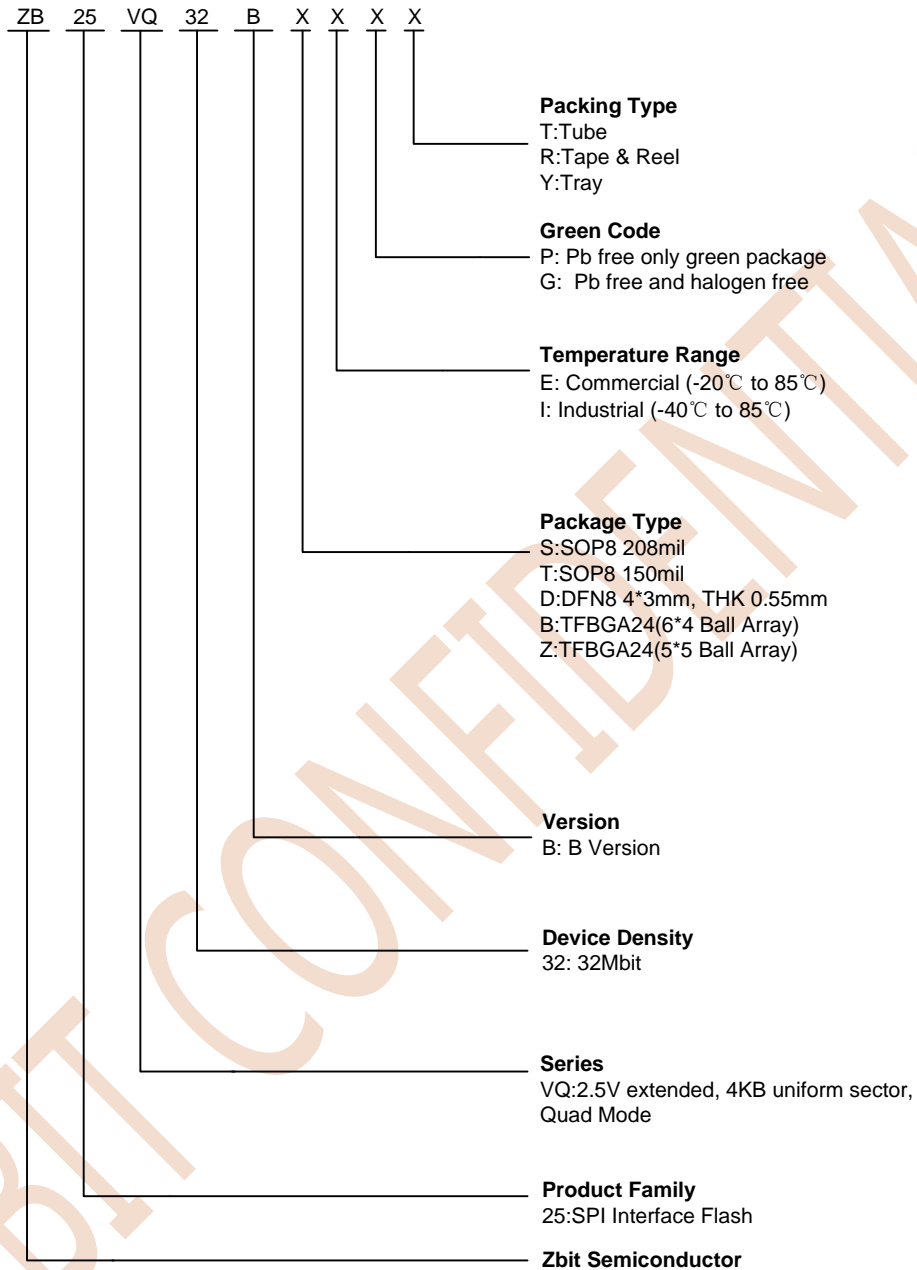 ZB 25 VQ 32 B X X X X
Packing Type
T:Tube
R:Tape & Reel
Y:Tray
Green Code
P: Pb free only green package
G: Pb free and halogen free
Temperature Range
E: Commercial (-20℃ to 85℃)
I: Industrial (-40℃ to 85℃)
Package Type
S:SOP8 208mil
T:SOP8 150mil
D:DFN8 4*3mm, THK 0.55mm
B:TFBGA24(6*4 Ball Array)
Z:TFBGA24(5*5 Ball Array)
Version
B: B Version
Device Density
32: 32Mbit
Series
VQ:2.5V extended, 4KB uniform sector,
Quad Mode
Product Family
25:SPI Interface Flash
Zbit Semiconductor
BIT CONFIDENTIA